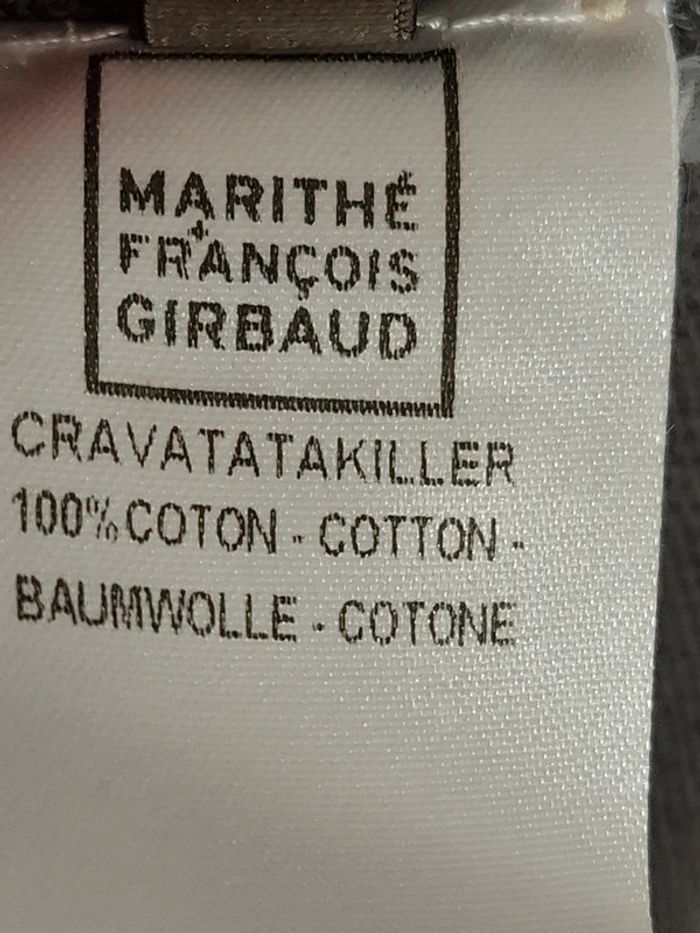 MARITHÉ
+
FRANÇOIS
GIRBAUD
CRAVATATAKILLER
100% COTON - COTTON -
BAUMWOLLE - COTONE